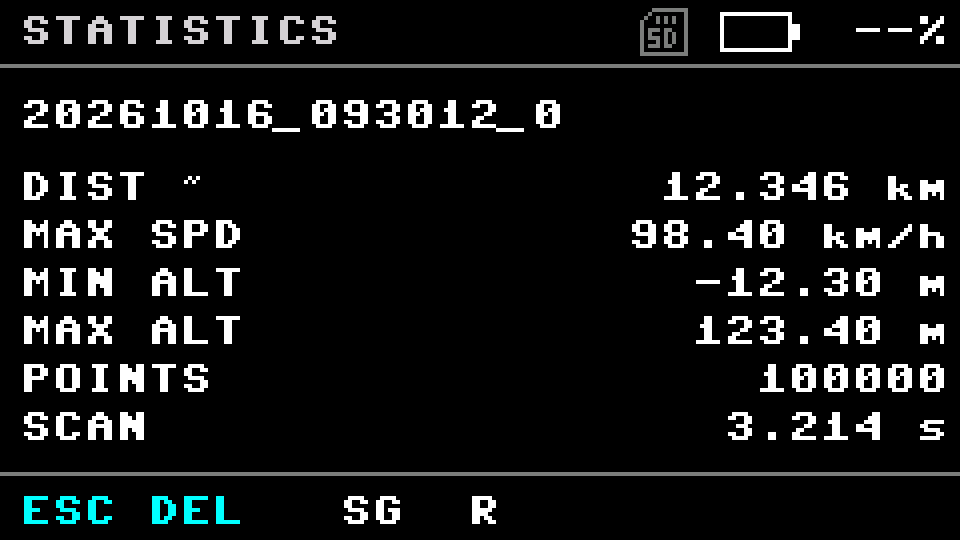 STATISTICS SD --%
20261016_093012_0
DIST ~ 12.346 km
MAX SPD 98.40 km/h
MIN ALT -12.30 m
MAX ALT 123.40 m
POINTS 100000
SCAN 3.214 s
ESC DEL SG R